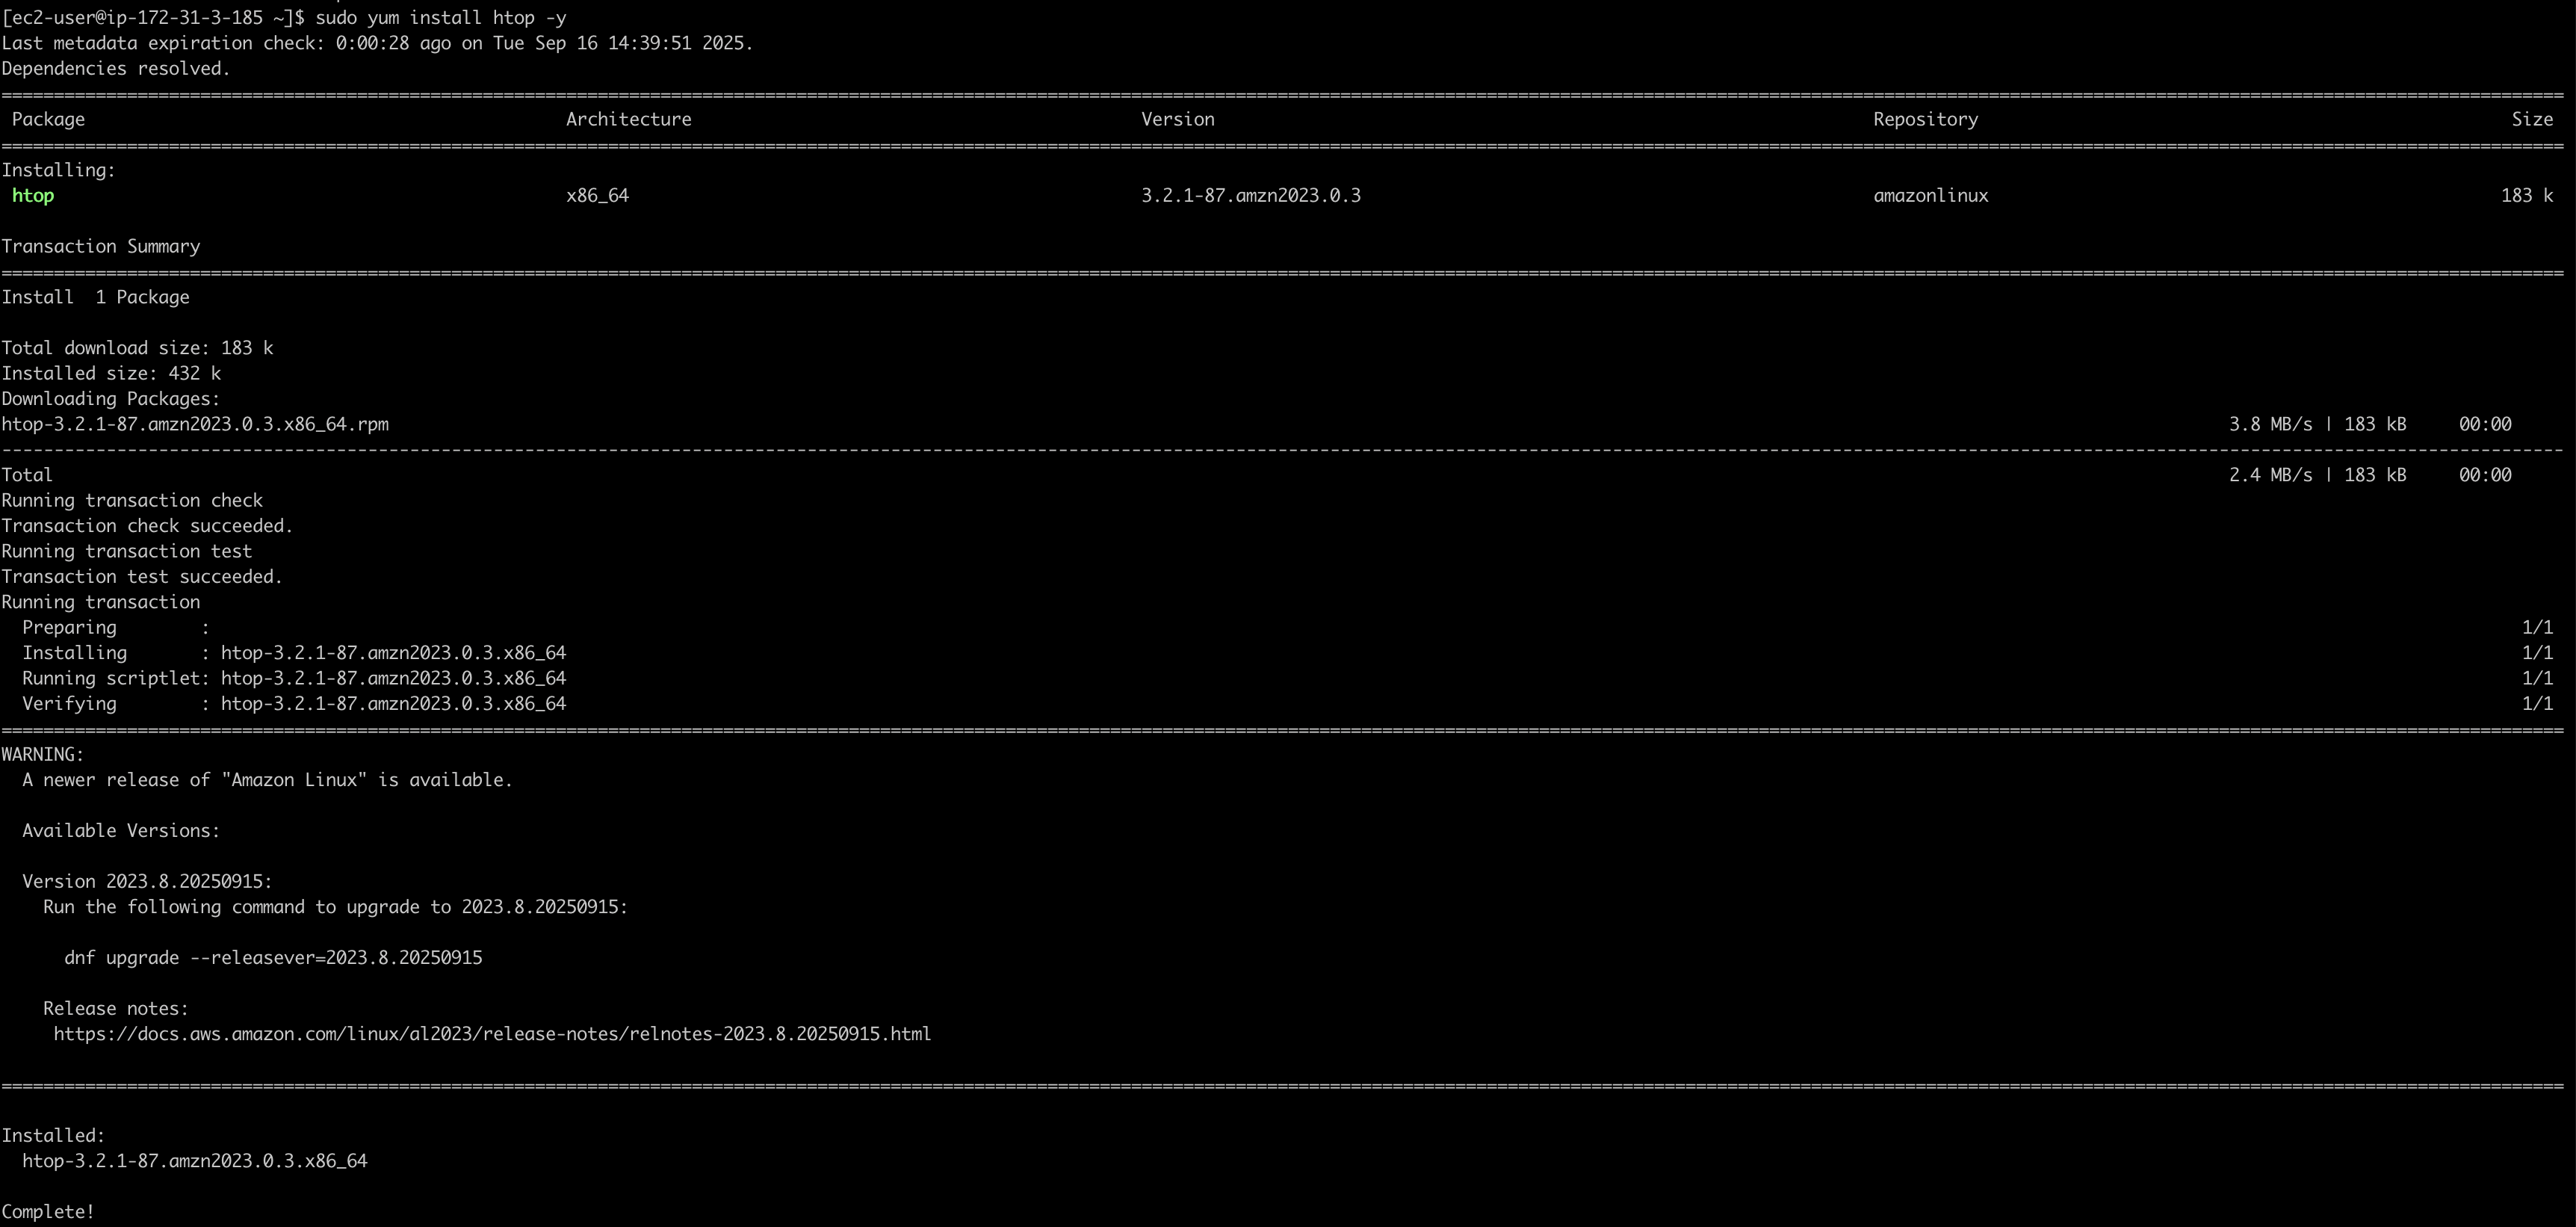 [ec2-user@ip-172-31-3-185 ~]$ sudo yum install htop -y
Last metadata expiration check: 0:00:28 ago on Tue Sep 16 14:39:51 2025.
Dependencies resolved.
Package Architecture Version Repository Size
Installing:
htop x86_64 3.2.1-87.amzn2023.0.3 amazonlinux 183 k
Transaction Summary
Install  1 Package
Total download size: 183 k
Installed size: 432 k
Downloading Packages:
htop-3.2.1-87.amzn2023.0.3.x86_64.rpm 3.8 MB/s | 183 kB     00:00
Total 2.4 MB/s | 183 kB     00:00
Running transaction check
Transaction check succeeded.
Running transaction test
Transaction test succeeded.
Running transaction
Preparing        : 1/1
Installing       : htop-3.2.1-87.amzn2023.0.3.x86_64 1/1
Running scriptlet: htop-3.2.1-87.amzn2023.0.3.x86_64 1/1
Verifying        : htop-3.2.1-87.amzn2023.0.3.x86_64 1/1
WARNING:
A newer release of "Amazon Linux" is available.
Available Versions:
Version 2023.8.20250915:
Run the following command to upgrade to 2023.8.20250915:
dnf upgrade --releasever=2023.8.20250915
Release notes:
https://docs.aws.amazon.com/linux/al2023/release-notes/relnotes-2023.8.20250915.html
Installed:
htop-3.2.1-87.amzn2023.0.3.x86_64
Complete!